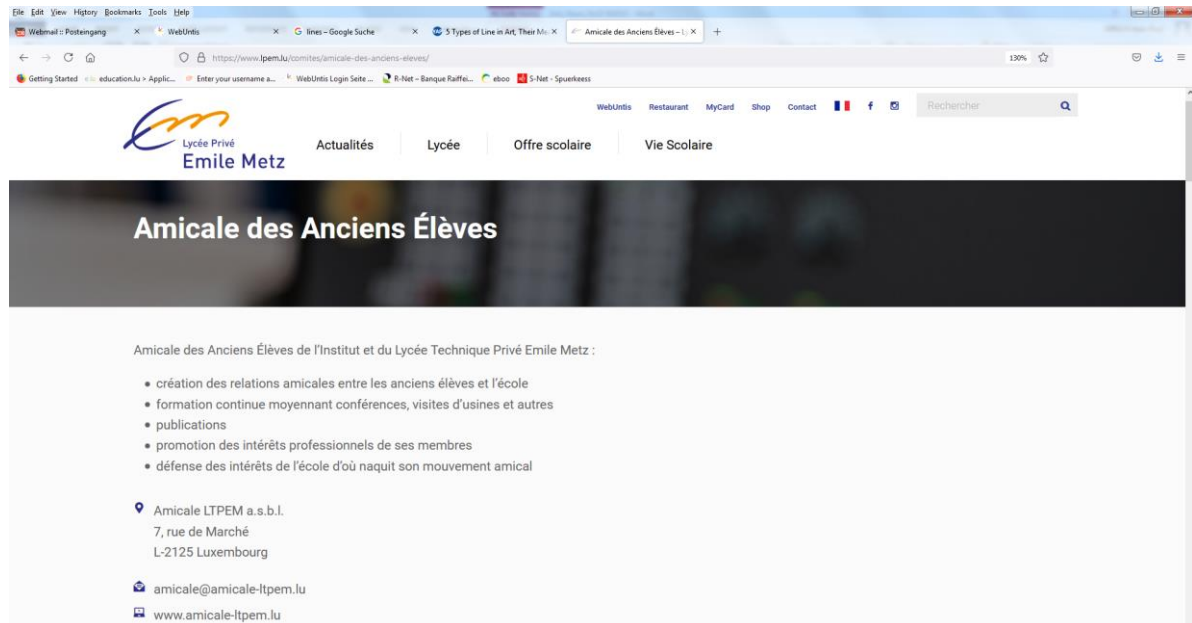 File Edit View History Bookmarks Tools Help
Webmail :: Posteingang
WebUntis
lines – Google Suche
5 Types of Line in Art, Their Me
Amicale des Anciens Élèves – Ly
https://www.lpem.lu/comites/amicale-des-anciens-eleves/
130%
Getting Started
education.lu > Applic...
Enter your username a...
WebUntis Login Seite ...
R-Net – Banque Raiffei...
eboo
S-Net - Spuerkeess
Lycée Privé
Emile Metz
WebUntis Restaurant MyCard Shop Contact
Rechercher
Actualités Lycée Offre scolaire Vie Scolaire
Amicale des Anciens Élèves
Amicale des Anciens Élèves de l'Institut et du Lycée Technique Privé Emile Metz :
• création des relations amicales entre les anciens élèves et l'école
• formation continue moyennant conférences, visites d'usines et autres
• publications
• promotion des intérêts professionnels de ses membres
• défense des intérêts de l'école d'où naquit son mouvement amical
Amicale LTPEM a.s.b.l.
7, rue de Marché
L-2125 Luxembourg
amicale@amicale-ltpem.lu
www.amicale-ltpem.lu